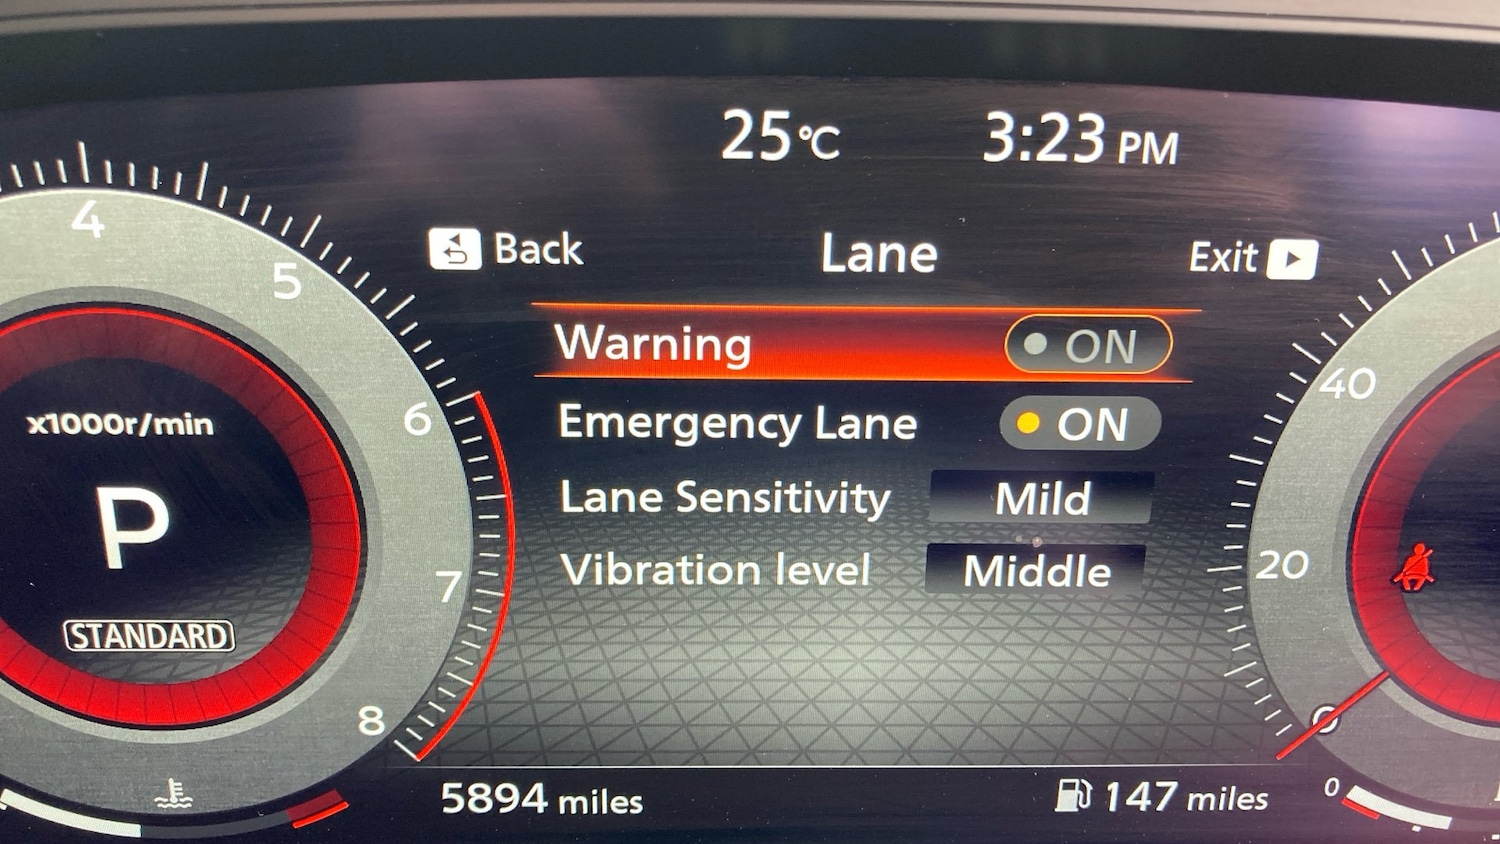 25°C 3:23 PM
Back Lane Exit
Warning ON
Emergency Lane ON
Lane Sensitivity Mild
Vibration level Middle
4
5
6
7
8
x1000r/min
P
STANDARD
40
20
0
5894 miles 147 miles
0